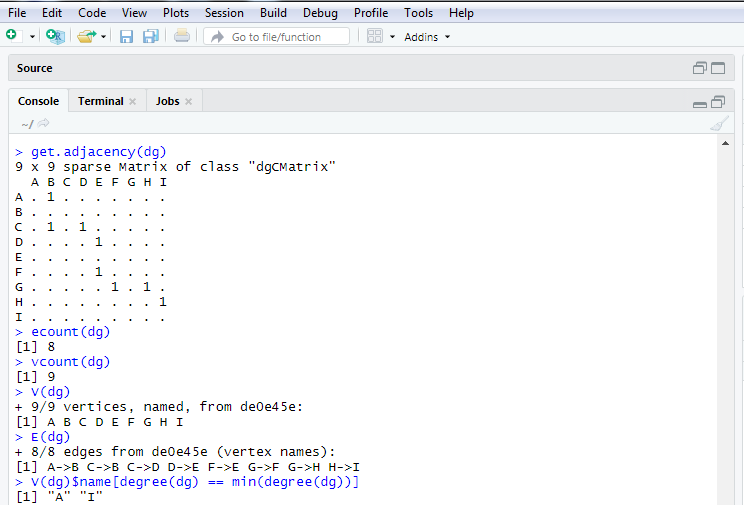 File Edit Code View Plots Session Build Debug Profile Tools Help
Go to file/function Addins
Source
Console Terminal Jobs
~/
> get.adjacency(dg)
9 x 9 sparse Matrix of class "dgCMatrix"
A B C D E F G H I
A . 1 . . . . . . .
B . . . . . . . . .
C . 1 . 1 . . . . .
D . . . . 1 . . . .
E . . . . . . . . .
F . . . . 1 . . . .
G . . . . . 1 . 1 .
H . . . . . . . . 1
I . . . . . . . . .
> ecount(dg)
[1] 8
> vcount(dg)
[1] 9
> V(dg)
+ 9/9 vertices, named, from de0e45e:
[1] A B C D E F G H I
> E(dg)
+ 8/8 edges from de0e45e (vertex names):
[1] A->B C->B C->D D->E F->E G->F G->H H->I
> V(dg)$name[degree(dg) == min(degree(dg))]
[1] "A" "I"